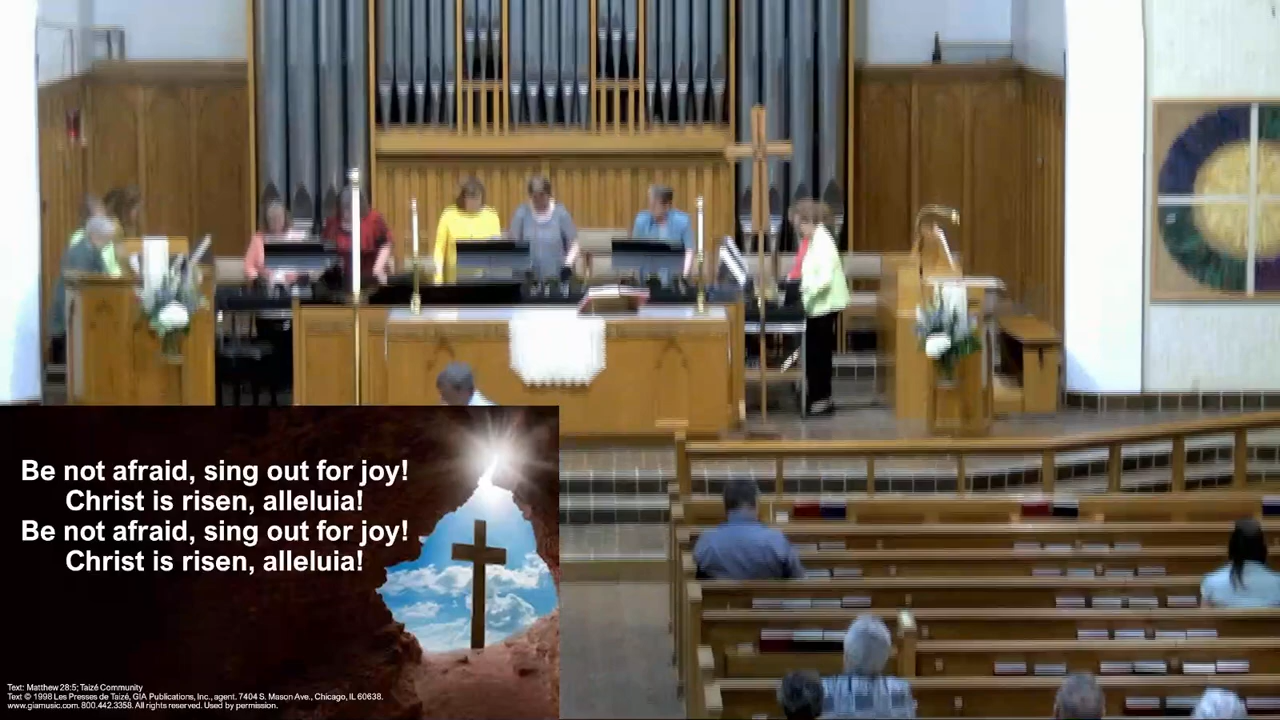 Be not afraid, sing out for joy!
Christ is risen, alleluia!
Be not afraid, sing out for joy!
Christ is risen, alleluia!
Text: Matthew 28:5; Taizé Community
Text © 1998 Les Presses de Taizé, GIA Publications, Inc., agent. 7404 S. Mason Ave., Chicago, IL 60638.
www.giamusic.com. 800.442.3358. All rights reserved. Used by permission.